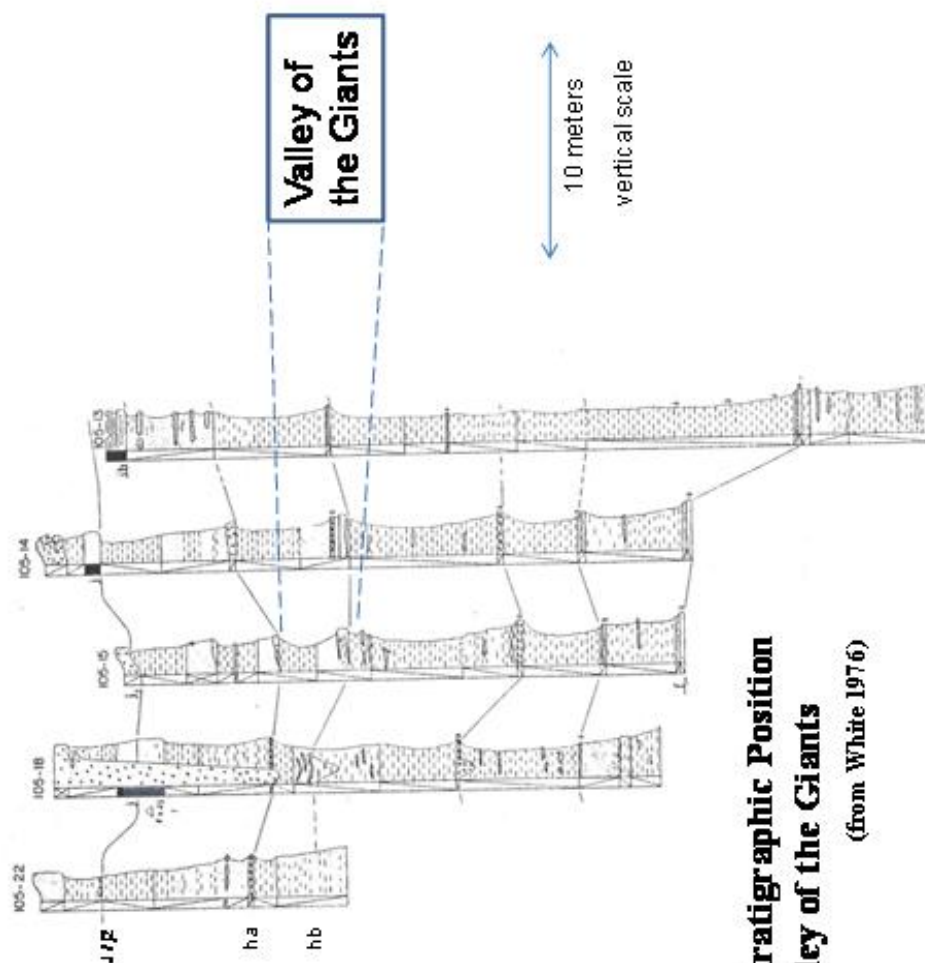 Valley of
the Giants
10 meters
vertical scale
105-13
105-14
105-15
105-18
105-22
ib
ha
hb
ratigraphic Position
ley of the Giants
(from White 1976)